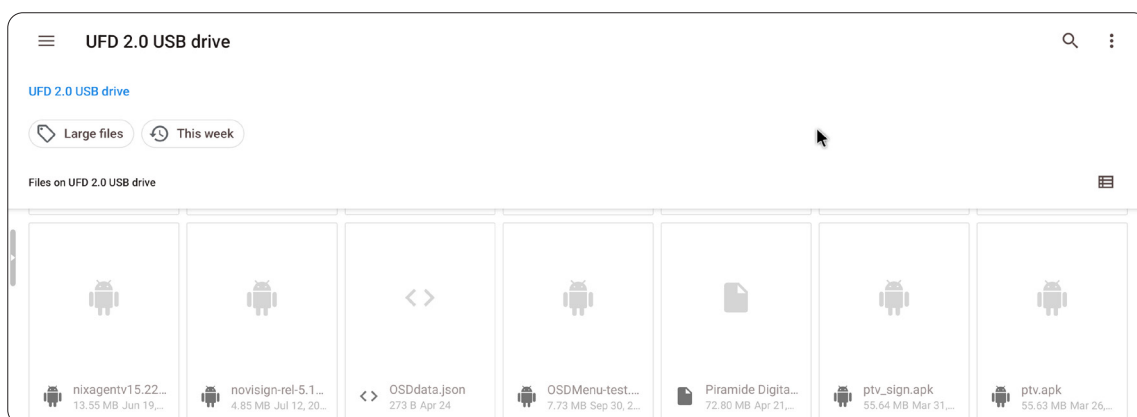 UFD 2.0 USB drive
UFD 2.0 USB drive
Large files This week
Files on UFD 2.0 USB drive
nixagentv15.22... novisign-rel-5.1... OSDdata.json OSDMenu-test.... Piramide Digita... ptv_sign.apk ptv.apk
13.55 MB Jun 19,... 4.85 MB Jul 12, 20... 273 B Apr 24 7.73 MB Sep 30, 2... 72.80 MB Apr 21,... 55.64 MB Mar 31,... 55.63 MB Mar 26,...